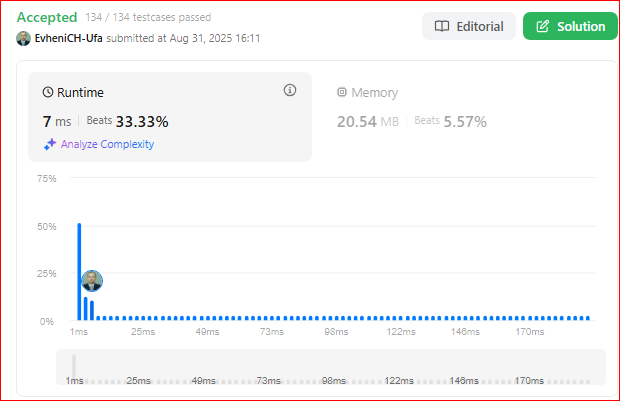 Accepted 134 / 134 testcases passed
EvheniCH-Ufa submitted at Aug 31, 2025 16:11
Editorial
Solution
Runtime
7 ms Beats 33.33%
Analyze Complexity
Memory
20.54 MB Beats 5.57%
75%
50%
25%
0%
1ms 25ms 49ms 73ms 98ms 122ms 146ms 170ms
1ms 25ms 49ms 73ms 98ms 122ms 146ms 170ms